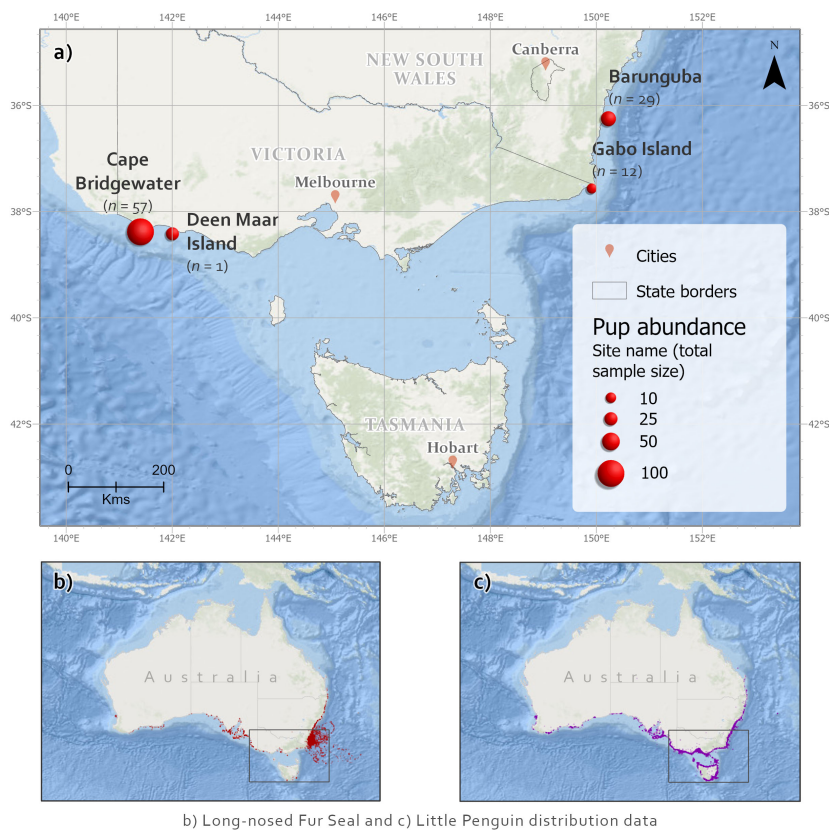 140°E 142°E 144°E 146°E 148°E 150°E 152°E
a)
N
NEW SOUTH
WALES
Canberra
Barunguba
(n = 29)
36°S 36°S
Gabo Island
(n = 12)
VICTORIA
Melbourne
Cape
Bridgewater
(n = 57)
38°S 38°S
Deen Maar
Island
(n = 1)
Cities
State borders
Pup abundance
Site name (total
sample size)
10
25
50
100
40°S 40°S
42°S 42°S
TASMANIA
Hobart
0 200
Kms
140°E 142°E 144°E 146°E 148°E 150°E 152°E
b)
Australia
c)
Australia
b) Long-nosed Fur Seal and c) Little Penguin distribution data